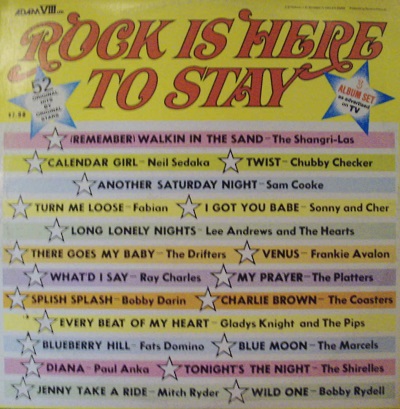 ADAM VIII LTD.
ROCK IS HERE
TO STAY
52
ORIGINAL
HITS
BY
ORIGINAL
STARS
ALBUM SET
as advertised
on
TV
(REMEMBER) WALKIN IN THE SAND - The Shangri-Las
CALENDAR GIRL - Neil Sedaka TWIST - Chubby Checker
ANOTHER SATURDAY NIGHT - Sam Cooke
TURN ME LOOSE - Fabian I GOT YOU BABE - Sonny and Cher
LONG LONELY NIGHTS - Lee Andrews and The Hearts
THERE GOES MY BABY - The Drifters VENUS - Frankie Avalon
WHAT'D I SAY - Ray Charles MY PRAYER - The Platters
SPLISH SPLASH - Bobby Darin CHARLIE BROWN - The Coasters
EVERY BEAT OF MY HEART - Gladys Knight and The Pips
BLUEBERRY HILL - Fats Domino BLUE MOON - The Marcels
DIANA - Paul Anka TONIGHT'S THE NIGHT - The Shirelles
JENNY TAKE A RIDE - Mitch Ryder WILD ONE - Bobby Rydell